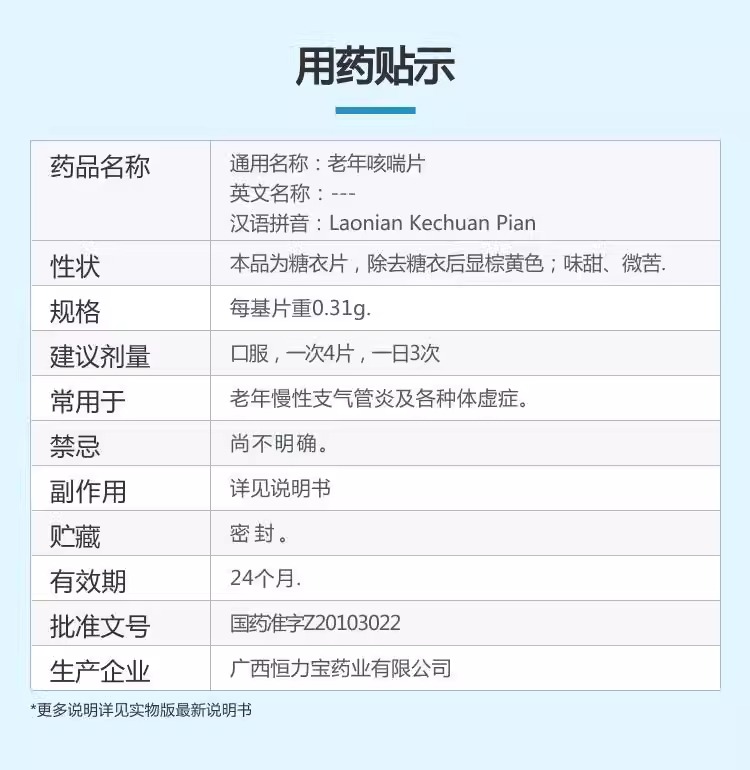 用药贴示
药品名称
通用名称：老年咳喘片
英文名称：---
汉语拼音：Laonian Kechuan Pian
性状
本品为糖衣片，除去糖衣后显棕黄色；味甜、微苦.
规格
每基片重0.31g.
建议剂量
口服，一次4片，一日3次
常用于
老年慢性支气管炎及各种体虚症。
禁忌
尚不明确。
副作用
详见说明书
贮藏
密封。
有效期
24个月.
批准文号
国药准字Z20103022
生产企业
广西恒力宝药业有限公司
*更多说明详见实物版最新说明书